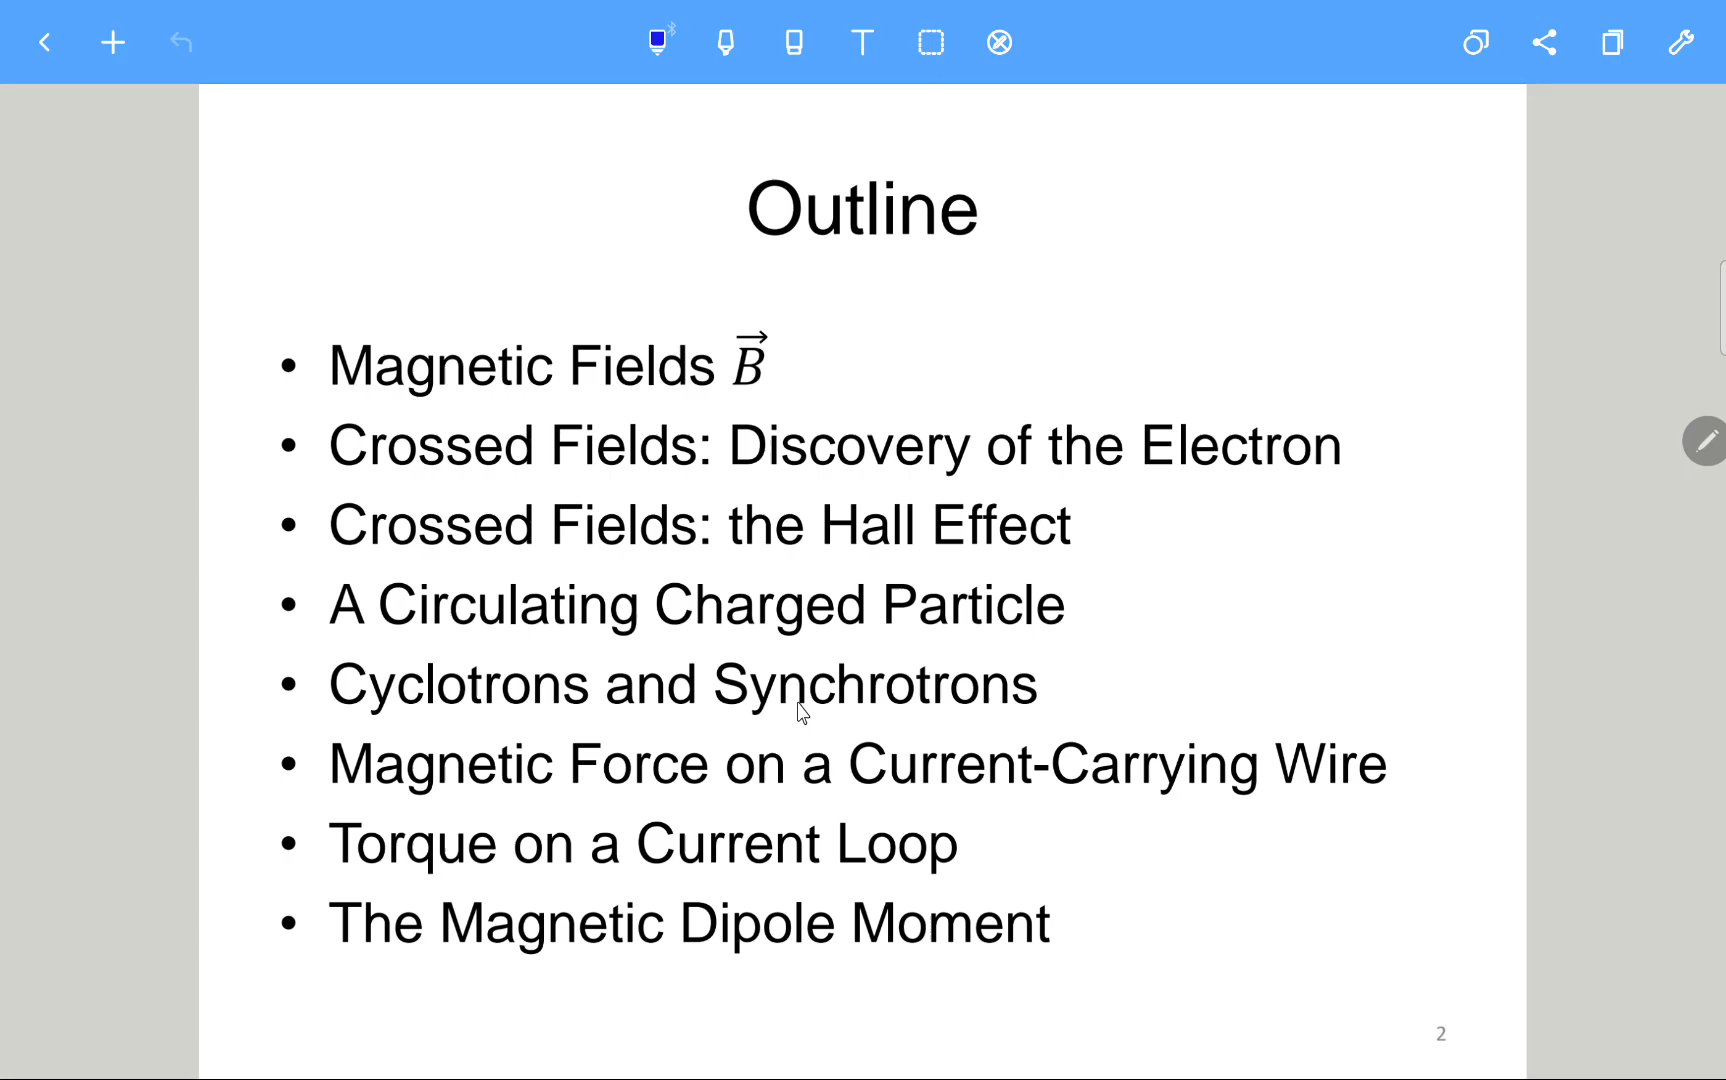 Outline
• Magnetic Fields $\vec{B}$
• Crossed Fields: Discovery of the Electron
• Crossed Fields: the Hall Effect
• A Circulating Charged Particle
• Cyclotrons and Synchrotrons
• Magnetic Force on a Current-Carrying Wire
• Torque on a Current Loop
• The Magnetic Dipole Moment
2